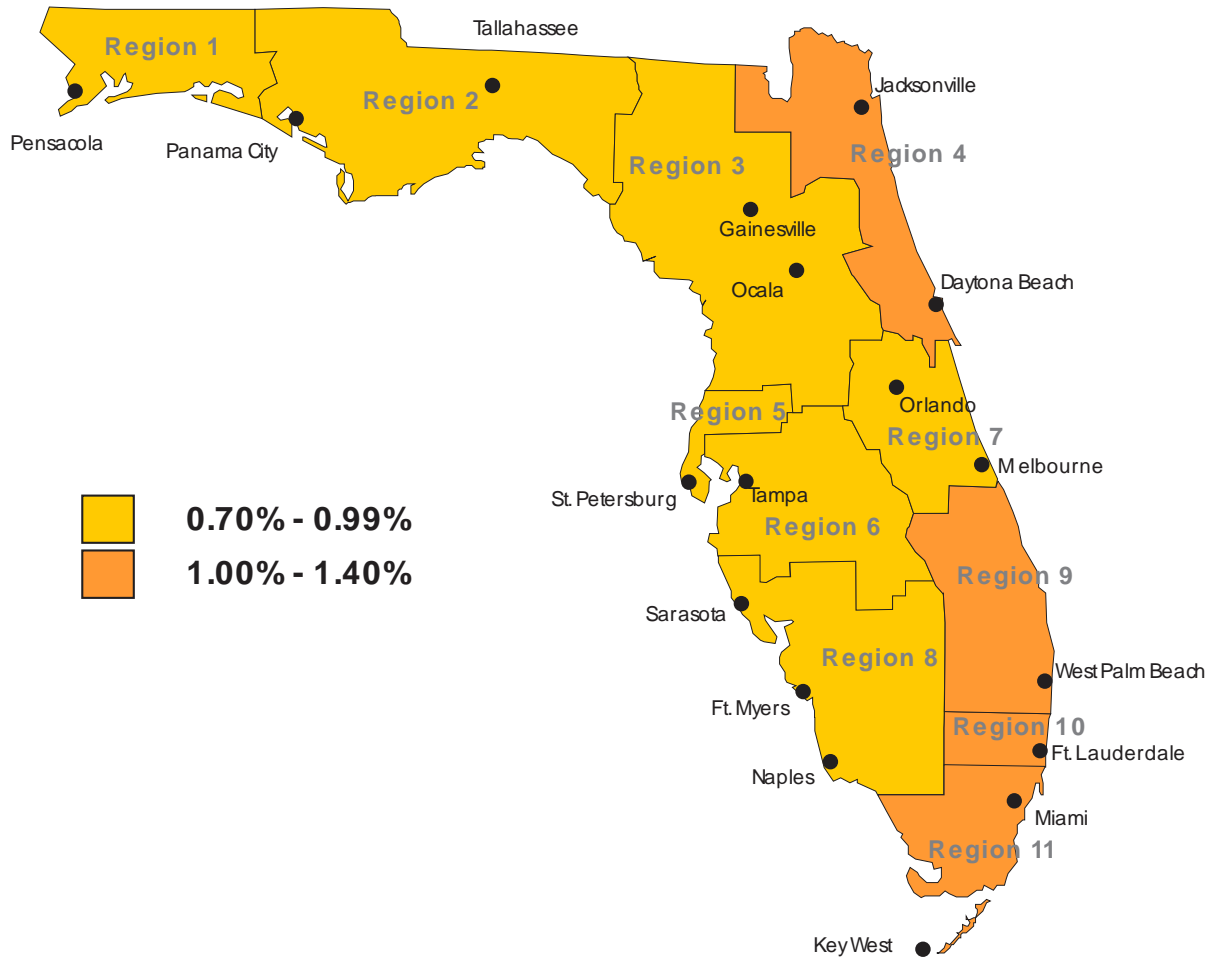 Tallahassee
Region 1
Jacksonville
Region 2
Pensacola
Panama City
Region 4
Region 3
Gainesville
Ocala
Daytona Beach
Region 5
Orlando
Region 7
Melbourne
St. Petersburg
Tampa
0.70% - 0.99%
Region 6
1.00% - 1.40%
Region 9
Sarasota
Region 8
West Palm Beach
Ft. Myers
Region 10
Ft. Lauderdale
Naples
Miami
Region 11
Key West